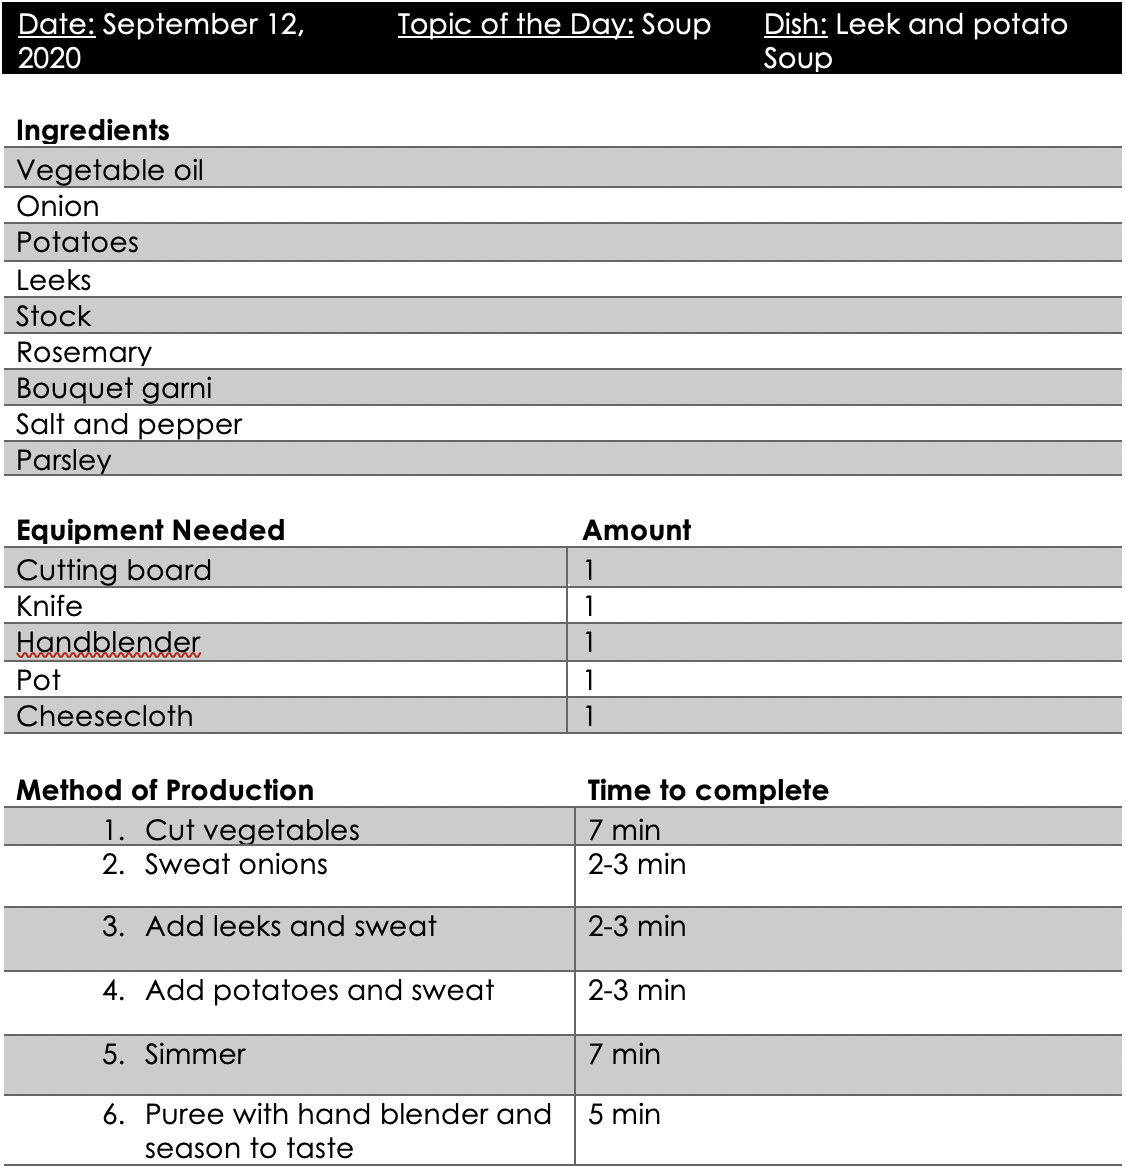 Date: September 12, 2020
Topic of the Day: Soup
Dish: Leek and potato Soup
Ingredients
Vegetable oil
Onion
Potatoes
Leeks
Stock
Rosemary
Bouquet garni
Salt and pepper
Parsley
Equipment Needed Amount
Cutting board 1
Knife 1
Handblender 1
Pot 1
Cheesecloth 1
Method of Production Time to complete
1. Cut vegetables 7 min
2. Sweat onions 2-3 min
3. Add leeks and sweat 2-3 min
4. Add potatoes and sweat 2-3 min
5. Simmer 7 min
6. Puree with hand blender and 5 min
season to taste